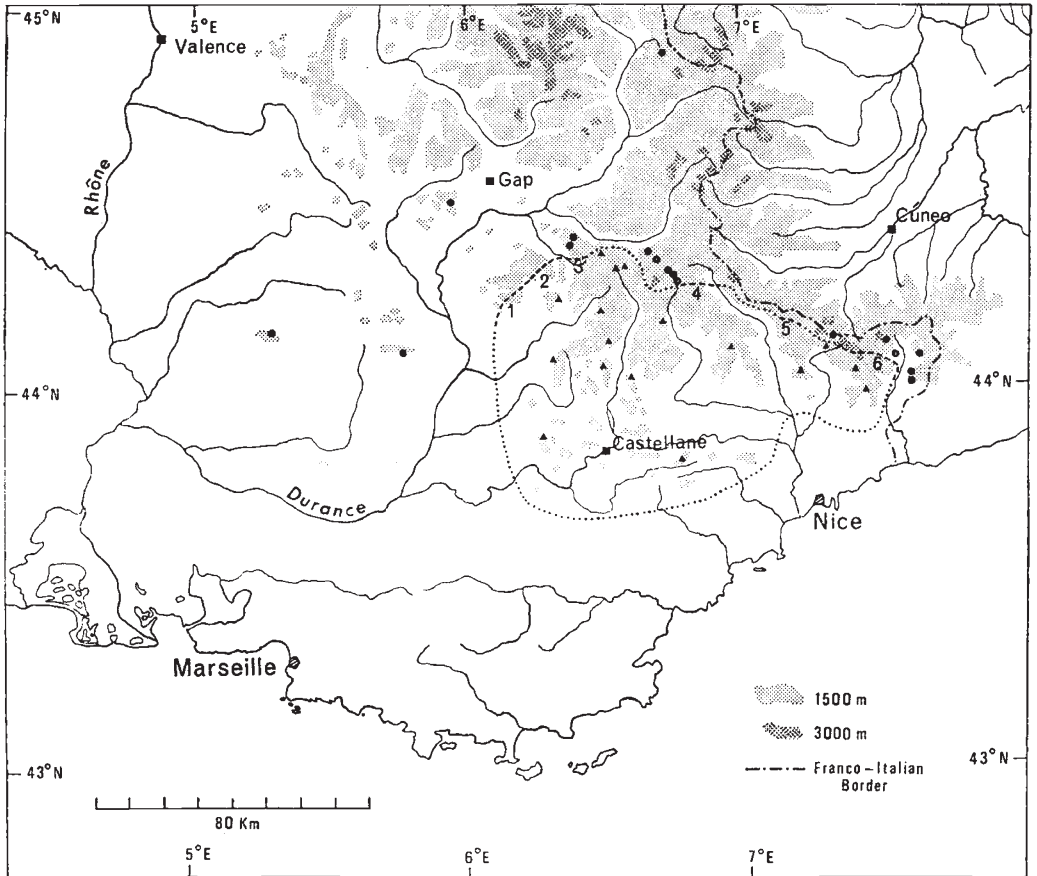 45°N
5°E
6°E
7°E
Valence
Rhône
Gap
Cúneo
3
2
1
4
5
6
44°N
44°N
Castellane
Durance
Nice
Marseille
1500 m
3000 m
43°N
43°N
Franco-Italian
Border
80 Km
5°E
6°E
7°E